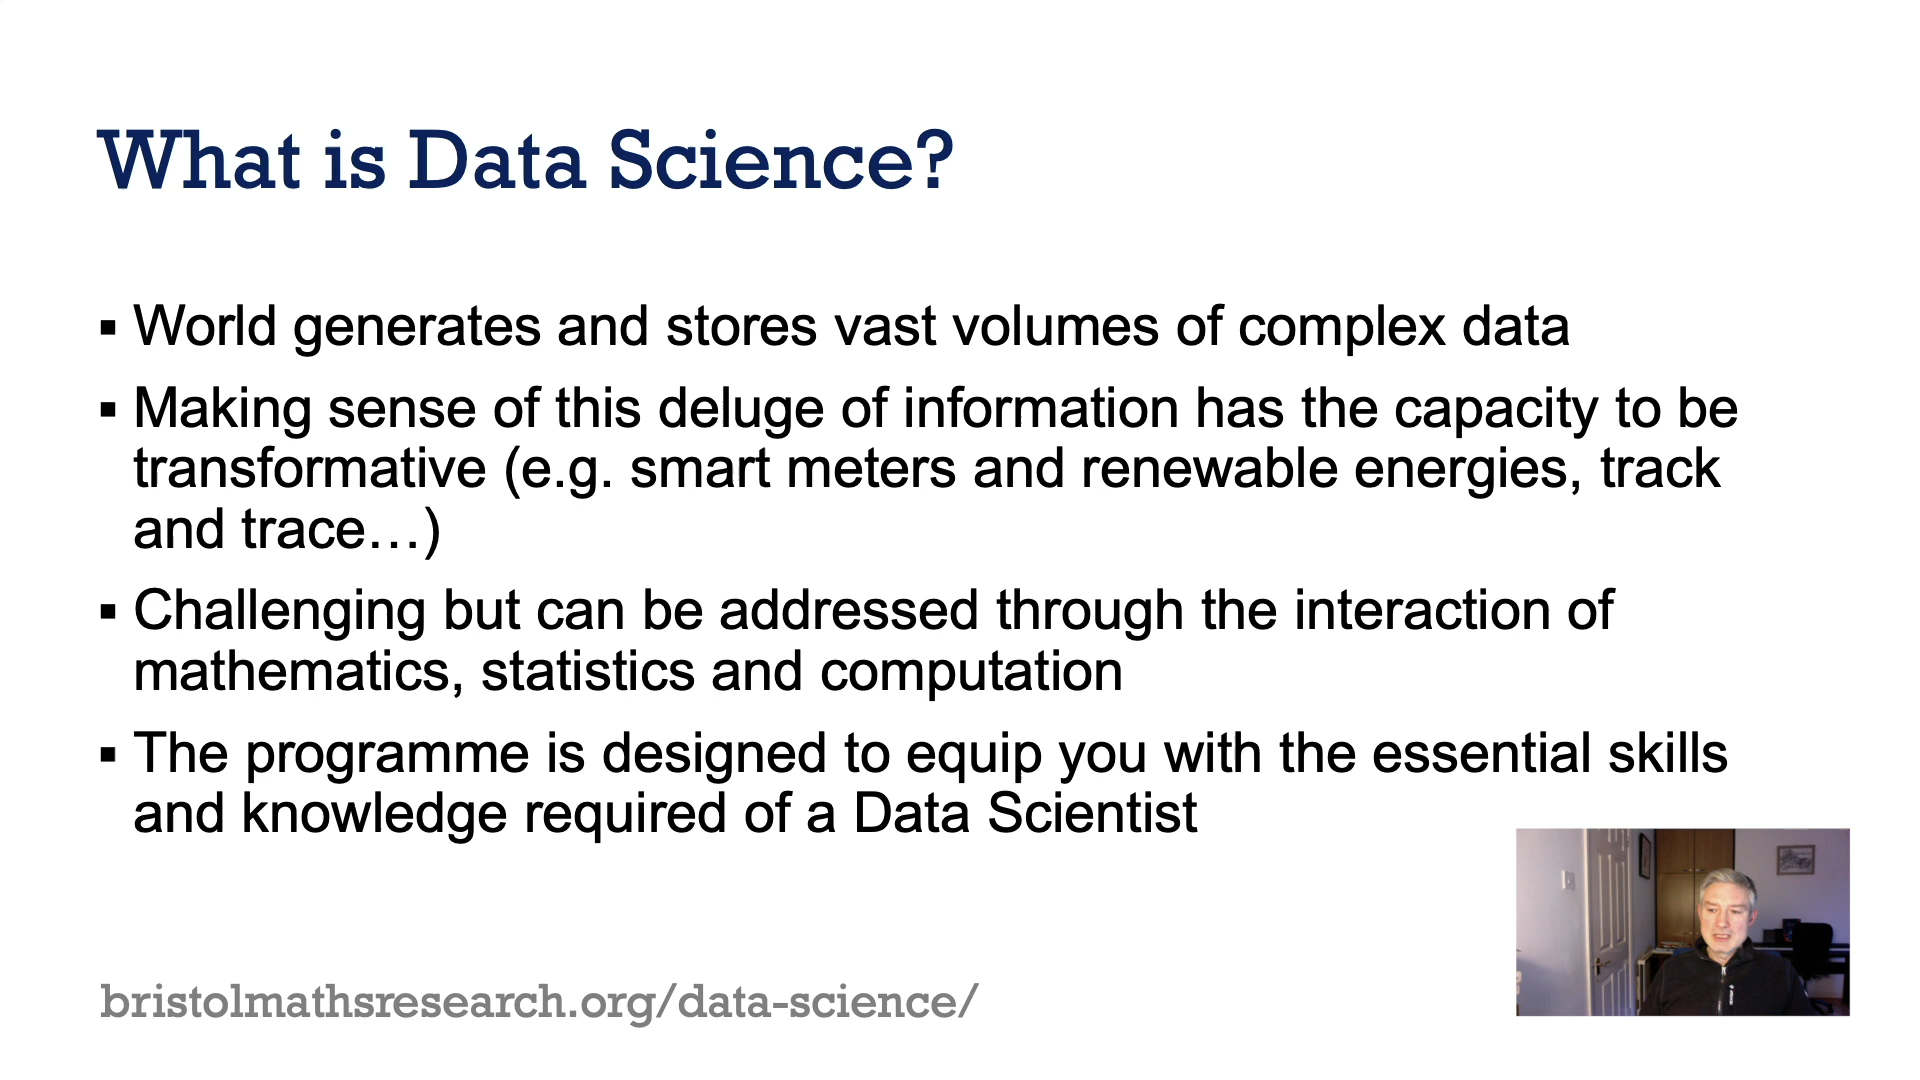 What is Data Science?
▪ World generates and stores vast volumes of complex data
▪ Making sense of this deluge of information has the capacity to be
transformative (e.g. smart meters and renewable energies, track
and trace…)
▪ Challenging but can be addressed through the interaction of
mathematics, statistics and computation
▪ The programme is designed to equip you with the essential skills
and knowledge required of a Data Scientist
bristolmathsresearch.org/data-science/